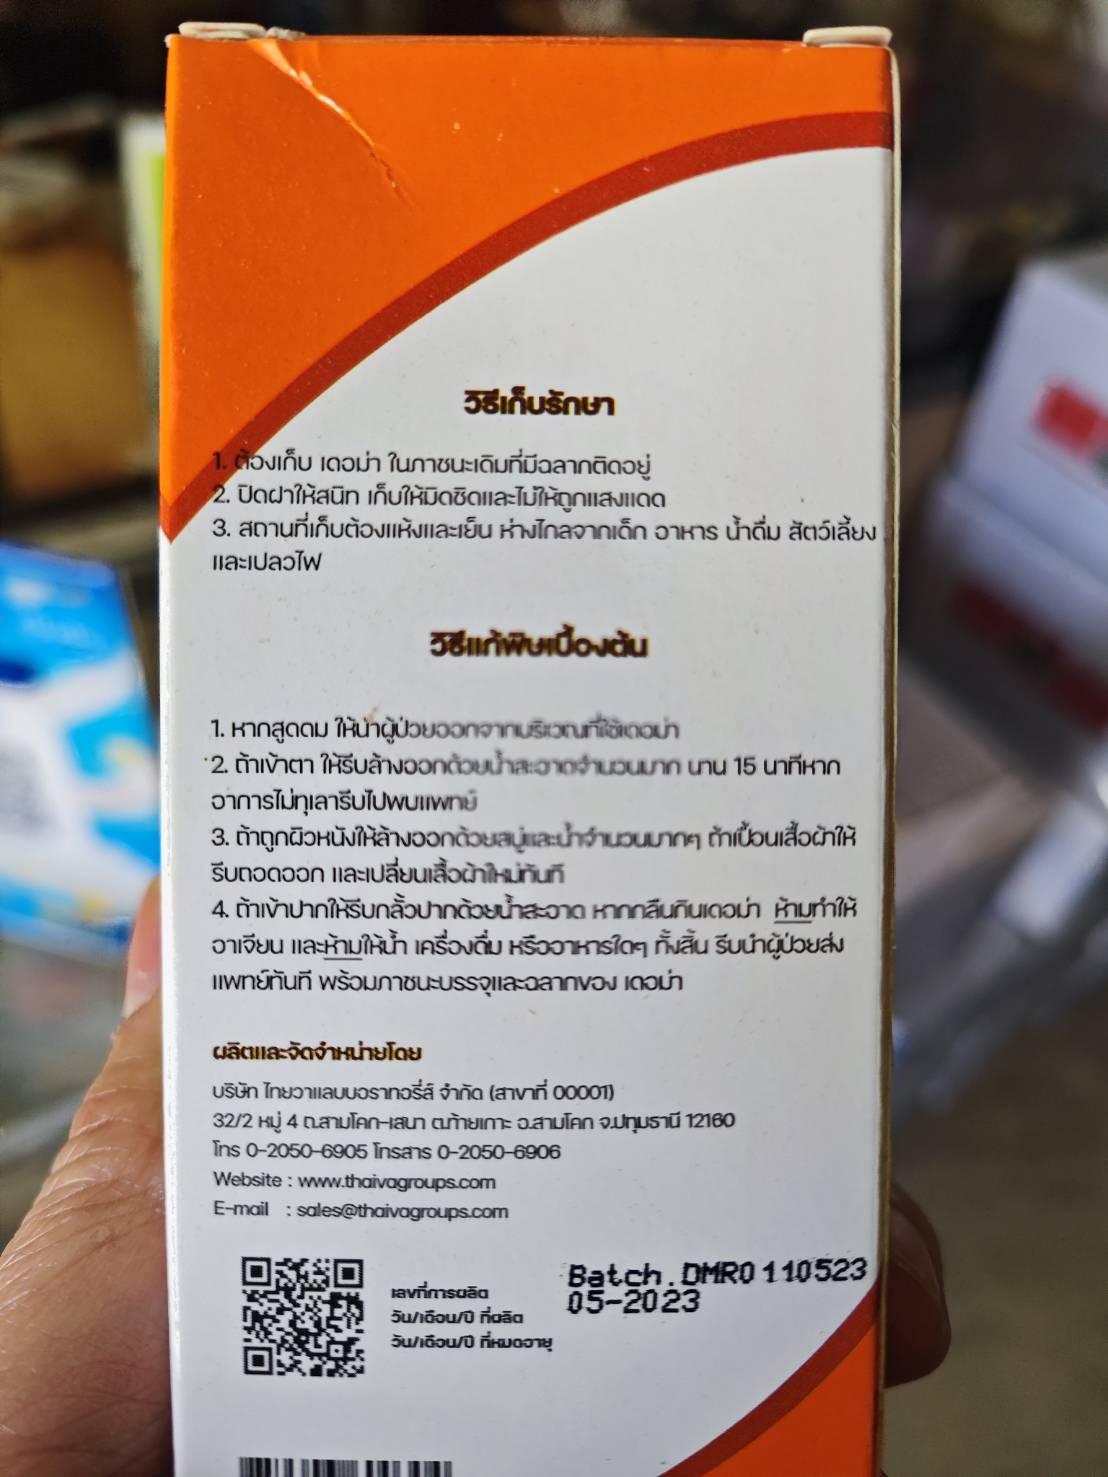 วิธีเก็บรักษา
1. ต้องเก็บ เดอม่า ในภาชนะเดิมที่มีฉลากติดอยู่
2. ปิดฝาให้สนิท เก็บให้มิดชิดและไม่ให้ถูกแสงแดด
3. สถานที่เก็บต้องแห้งและเย็น ห่างไกลจากเด็ก อาหาร น้ำดื่ม สัตว์เลี้ยง
และเปลวไฟ
วิธีแก้พิษเบื้องต้น
1. หากสูดดม ให้นำผู้ป่วยออกจากบริเวณที่ใช้เดอม่า
2. ถ้าเข้าตา ให้รีบล้างออกด้วยน้ำสะอาดจำนวนมาก นาน 15 นาทีหาก
อาการไม่ทุเลารีบไปพบแพทย์
3. ถ้าถูกผิวหนังให้ล้างออกด้วยสบู่และน้ำจำนวนมากๆ ถ้าเปื้อนเสื้อผ้าให้
รีบถอดออก และเปลี่ยนเสื้อผ้าใหม่ทันที
4. ถ้าเข้าปากให้รีบกลั้วปากด้วยน้ำสะอาด หากกลืนกินเดอม่า ห้ามทำให้
อาเจียน และห้ามให้น้ำ เครื่องดื่ม หรืออาหารใดๆ ทั้งสิ้น รีบนำผู้ป่วยส่ง
แพทย์ทันที พร้อมภาชนะบรรจุและฉลากของ เดอม่า
ผลิตและจัดจำหน่ายโดย
บริษัท ไทยวาแลบบอราทอรี่ส์ จำกัด (สาขาที่ 00001)
32/2 หมู่ 4 ถ.สามโคก-เสนา ต.ท้ายเกาะ อ.สามโคก จ.ปทุมธานี 12160
โทร 0-2050-6905 โทรสาร 0-2050-6906
Website : www.thaivagroups.com
E-mail : sales@thaivagroups.com
เลขที่การผลิต Batch.DMR0110523
วัน/เดือน/ปี ที่ผลิต 05-2023
วัน/เดือน/ปี ที่หมดอายุ